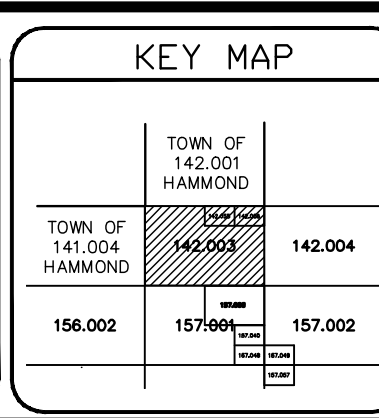 KEY MAP
TOWN OF
142.001
HAMMOND
TOWN OF
141.004
HAMMOND
142.003
142.004
156.002
157.001
157.002
157.040
157.048
157.049
157.057